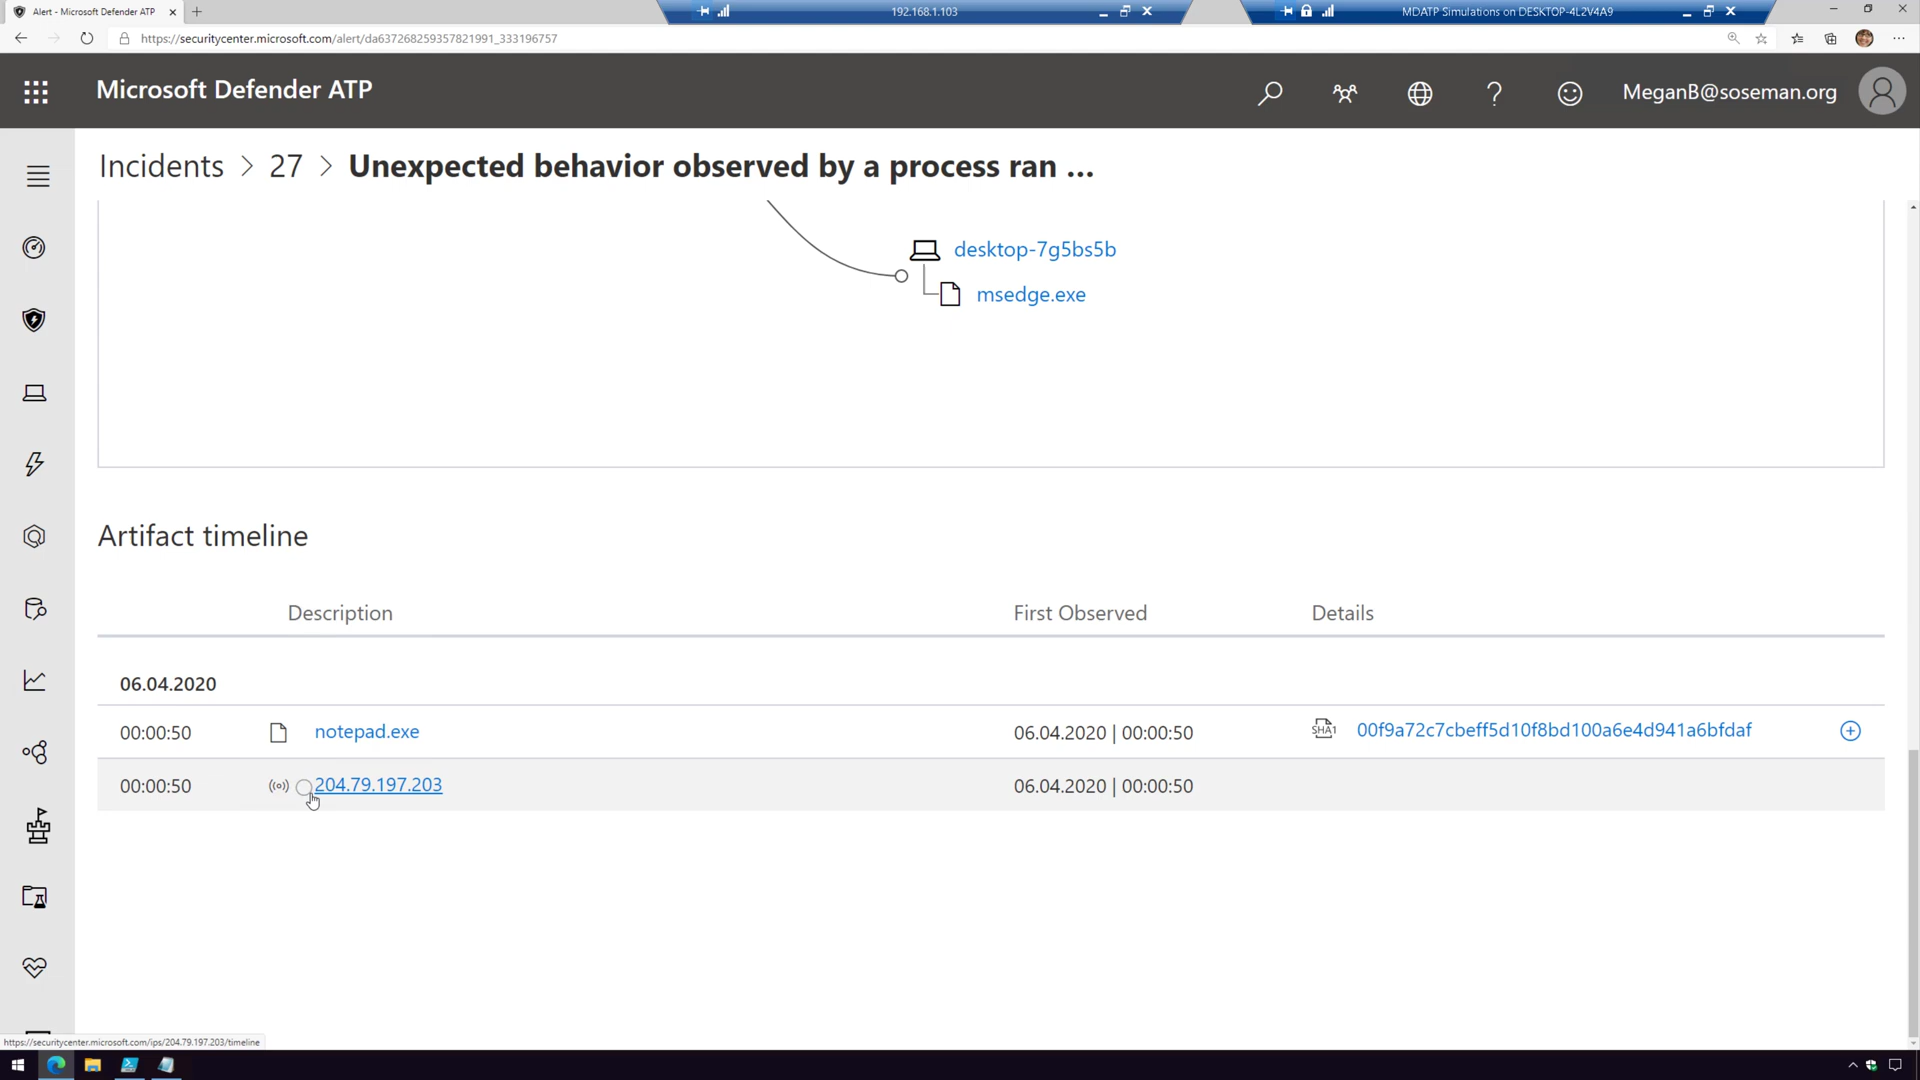 Alert - Microsoft Defender ATP
192.168.1.103
MDATP Simulations on DESKTOP-4L2V4A9
https://securitycenter.microsoft.com/alert/da637268259357821991_333196757
Microsoft Defender ATP
MeganB@soseman.org
Incidents > 27 > Unexpected behavior observed by a process ran ...
desktop-7g5bs5b
msedge.exe
Artifact timeline
Description First Observed Details
06.04.2020
00:00:50 notepad.exe 06.04.2020 | 00:00:50 SHA1 00f9a72c7cbeff5d10f8bd100a6e4d941a6bfdaf
00:00:50 204.79.197.203 06.04.2020 | 00:00:50
https://securitycenter.microsoft.com/ips/204.79.197.203/timeline